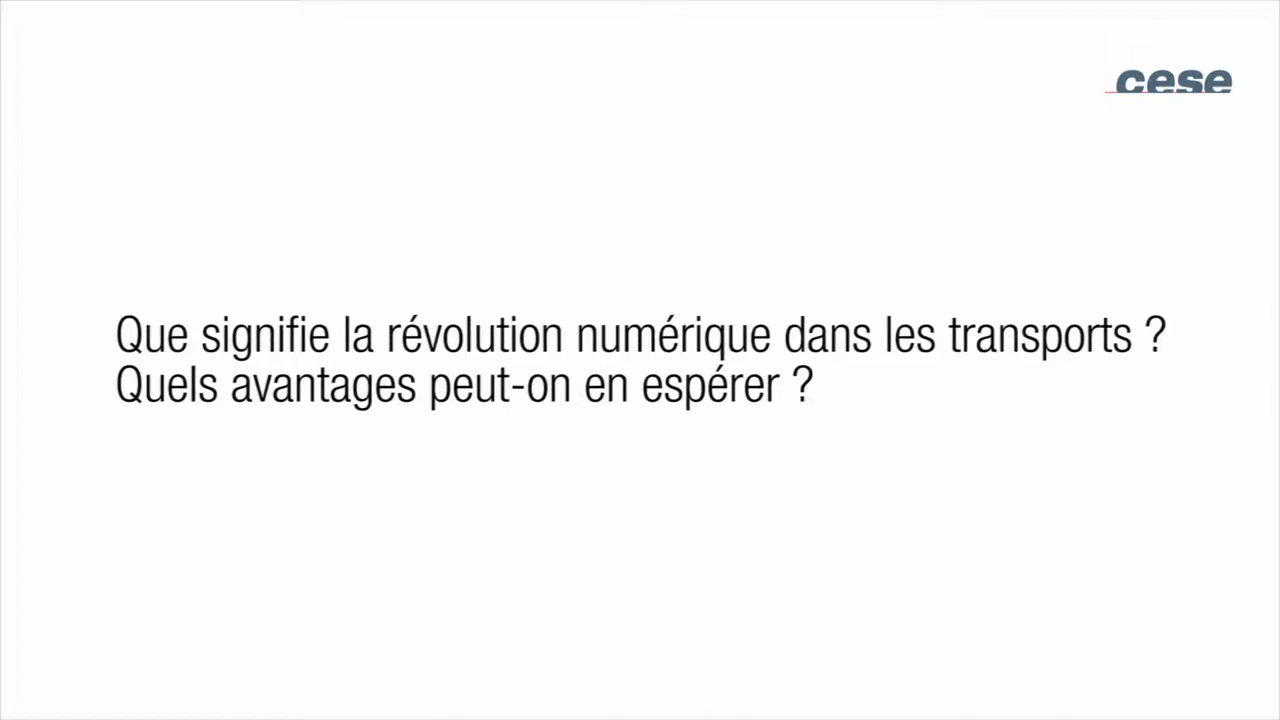 cese
Que signifie la révolution numérique dans les transports ?
Quels avantages peut-on en espérer ?